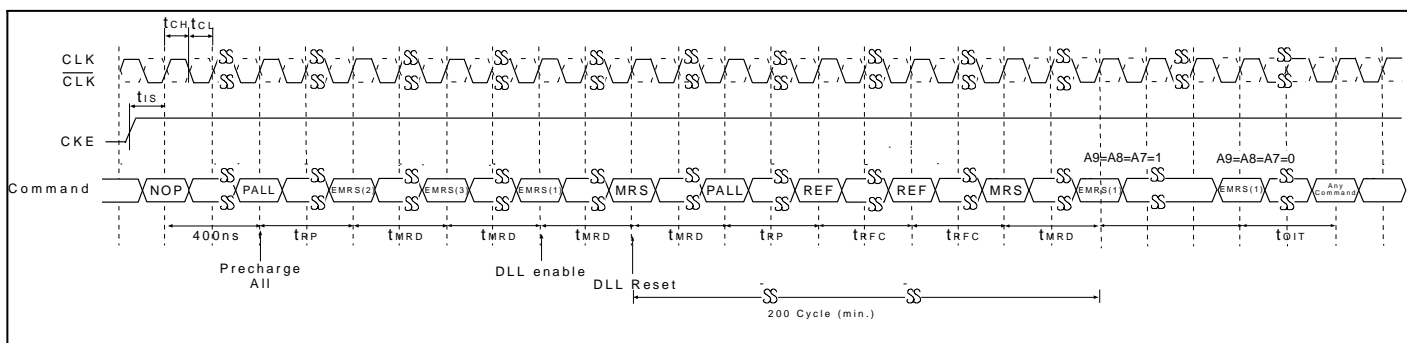 tCH tCL
CLK
CLK
tIS
CKE
A9=A8=A7=1 A9=A8=A7=0
Command NOP PALL EMRS(2) EMRS(3) EMRS(1) MRS PALL REF REF MRS EMRS(1) EMRS(1) Any Command
400ns tRP tMRD tMRD tMRD tMRD tRP tRFC tRFC tMRD tOIT
Precharge All
DLL enable
DLL Reset
200 Cycle (min.)